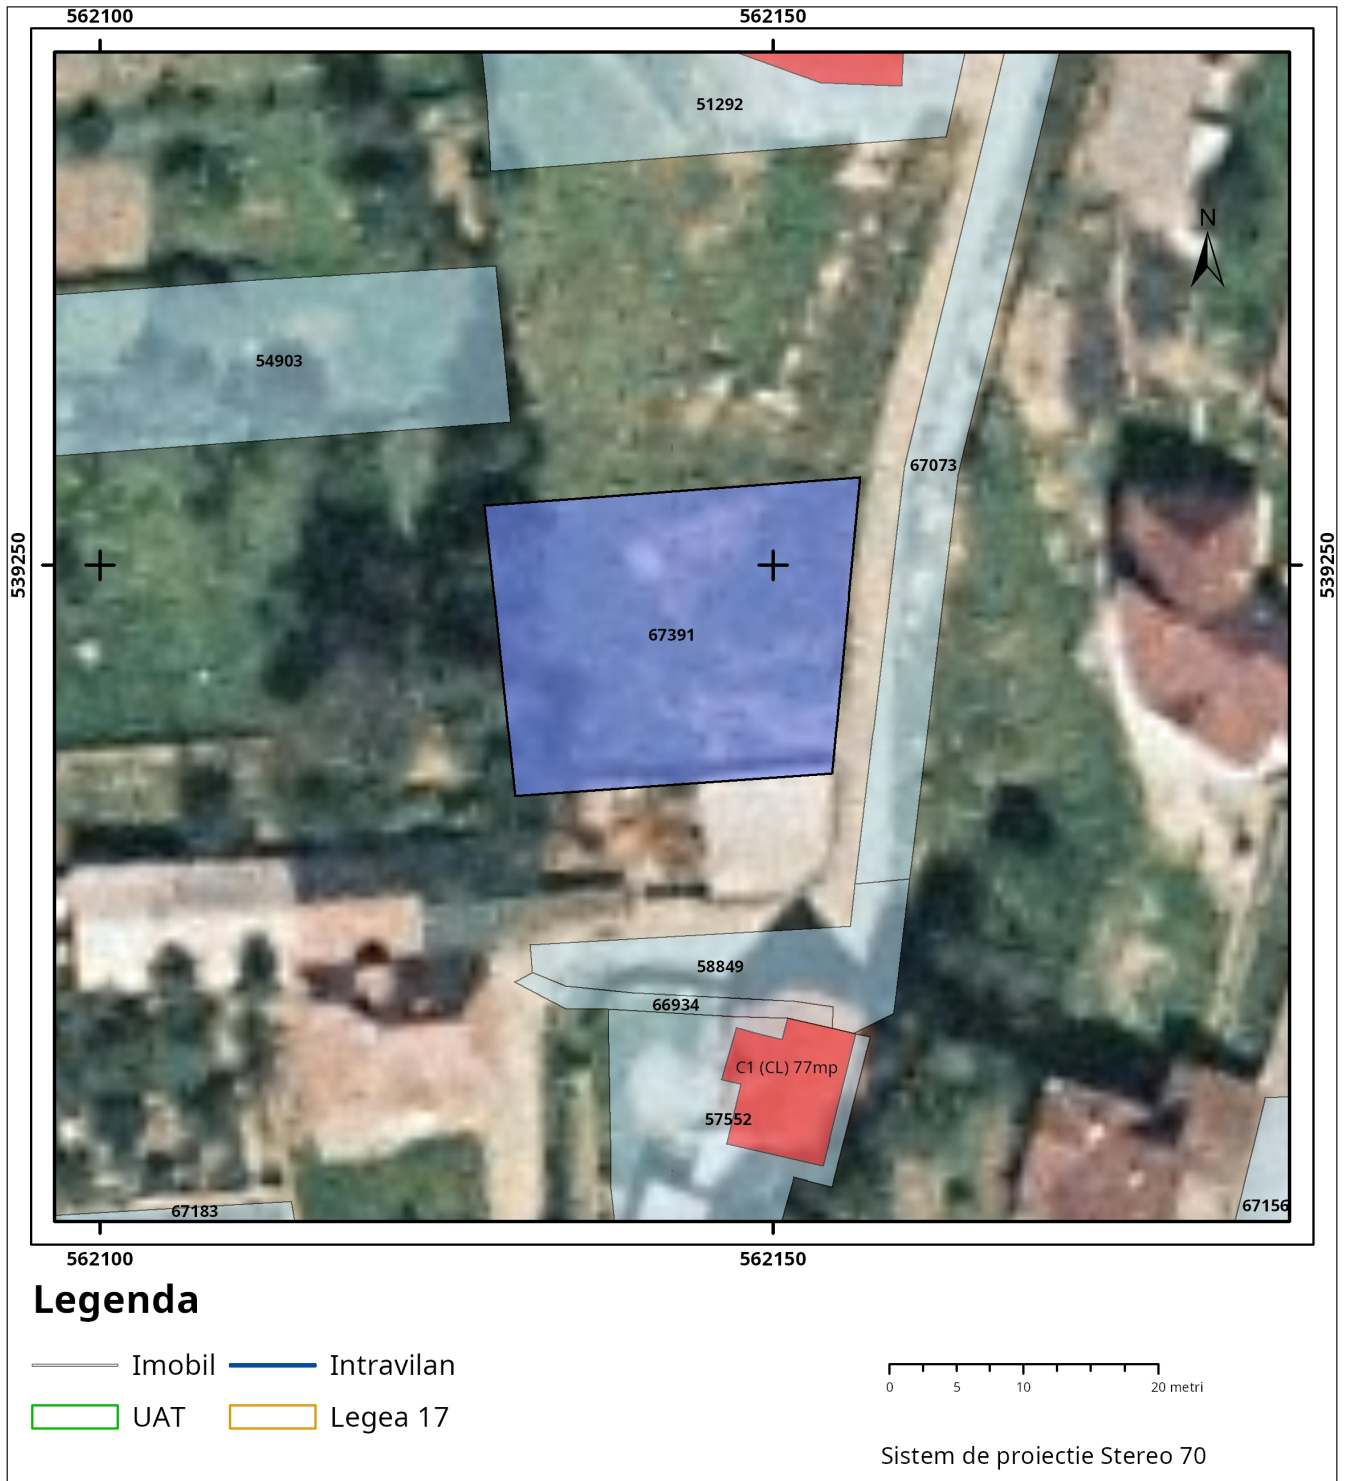 562100 562150
51292
N
54903
67073
539250 539250
67391
58849
66934
C1 (CL) 77mp
57552
67156
67183
562100 562150
Legenda
Imobil Intravilan
UAT Legea 17
0 5 10 20 metri
Sistem de proiectie Stereo 70